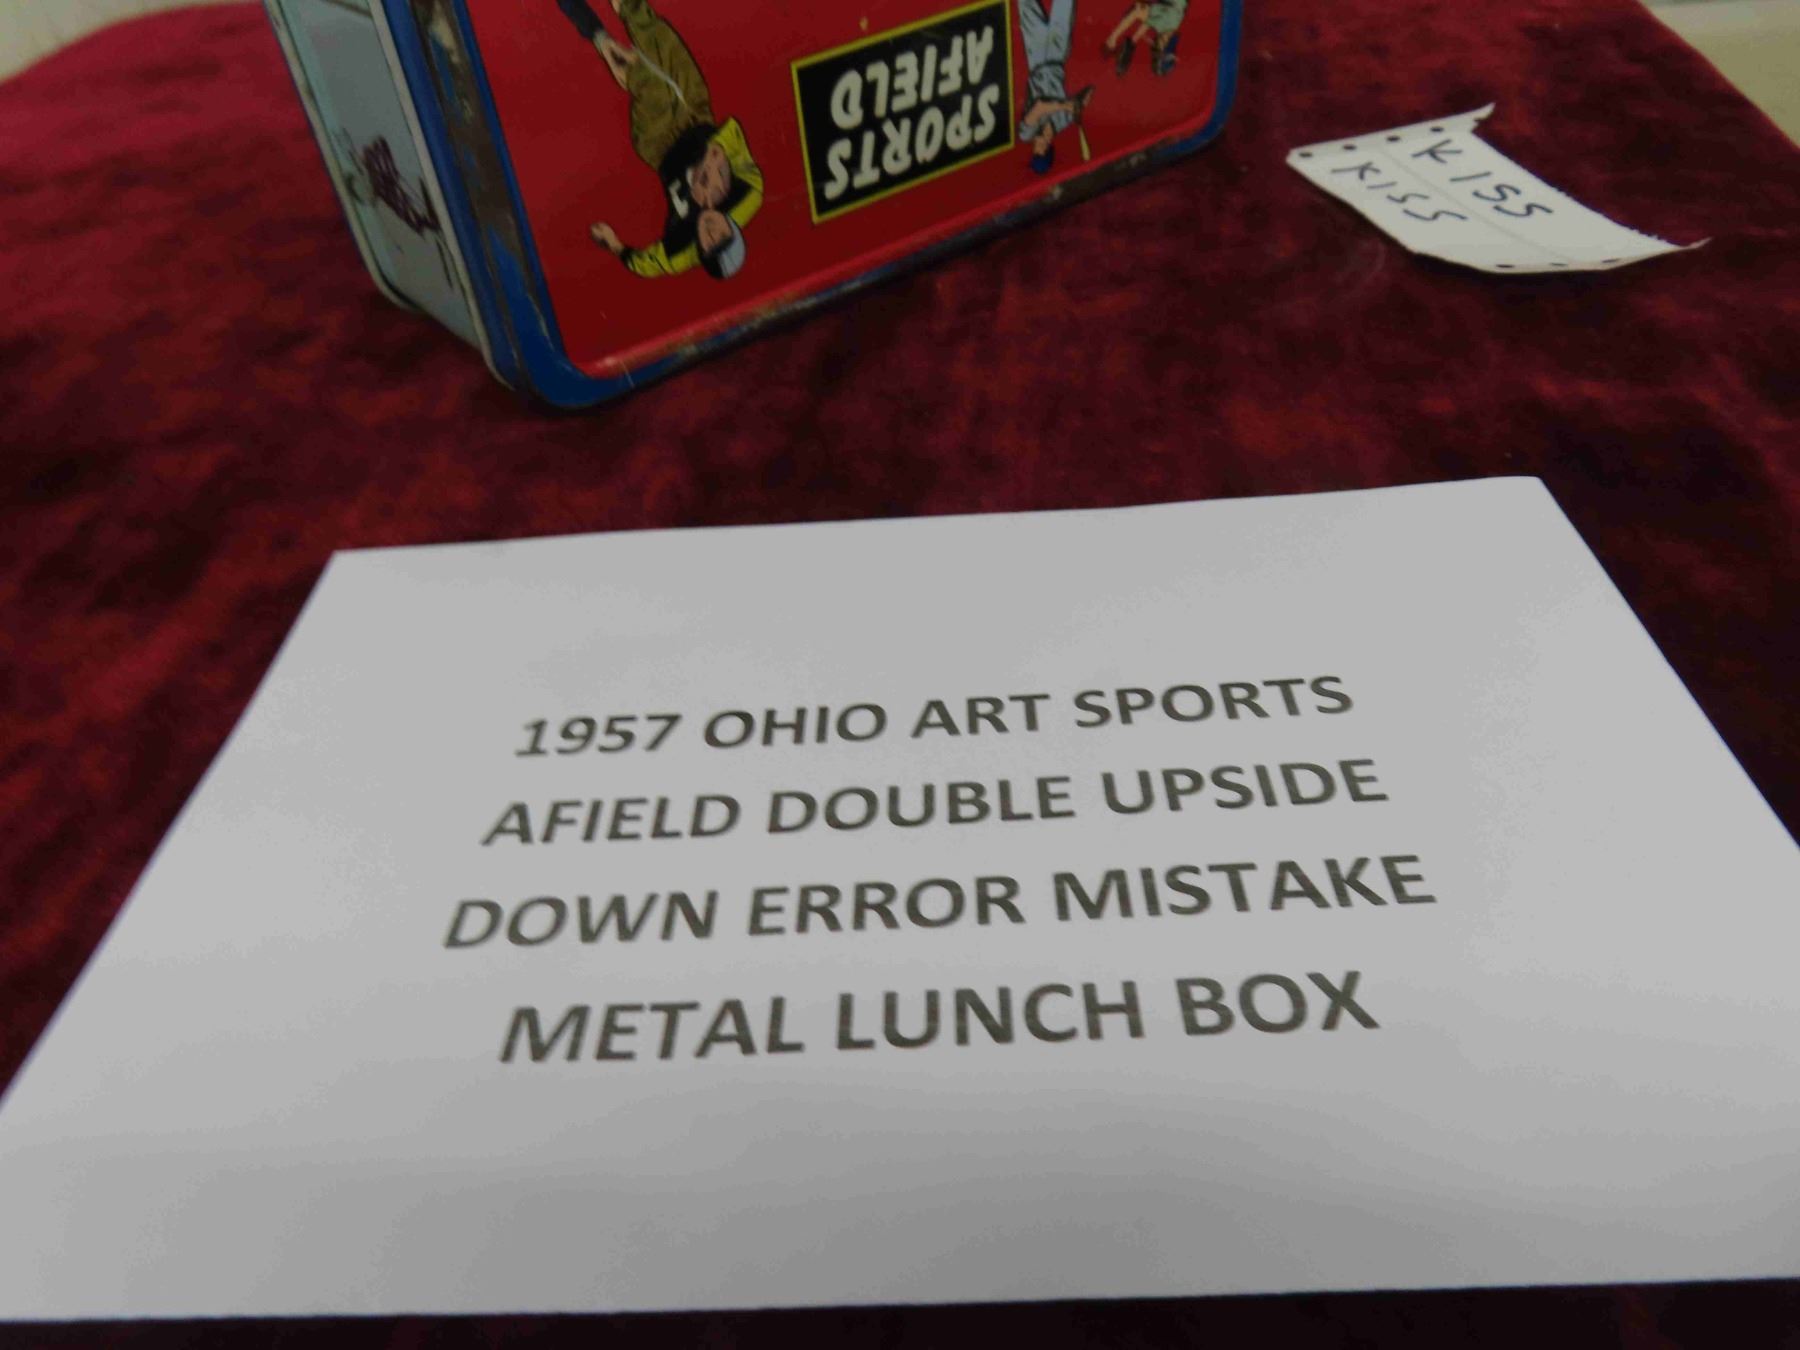 SPORTS
AFIELD
KISS
KISS
1957 OHIO ART SPORTS
AFIELD DOUBLE UPSIDE
DOWN ERROR MISTAKE
METAL LUNCH BOX